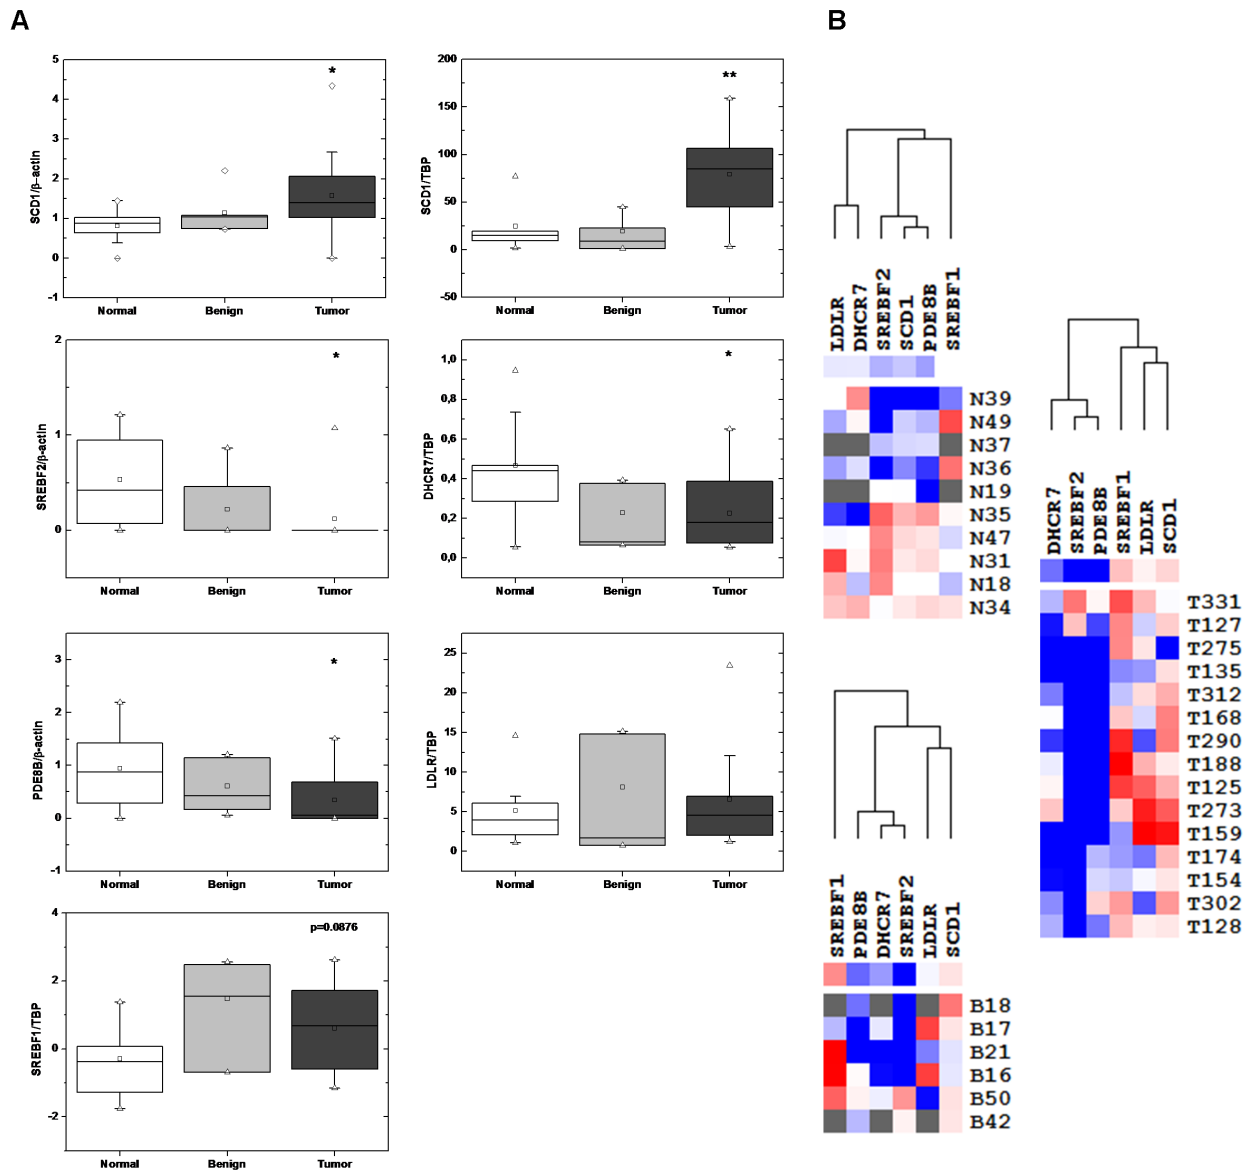 A
B
SCD1/β-actin
5
4
3
2
1
0
-1
*
Normal
Benign
Tumor
SCD1/TBP
200
150
100
50
0
-50
**
Normal
Benign
Tumor
SREBF2/β-actin
2
1
0
*
Normal
Benign
Tumor
DHCR7/TBP
1,0
0,8
0,6
0,4
0,2
0,0
*
Normal
Benign
Tumor
PDE8B/β-actin
3
2
1
0
-1
*
Normal
Benign
Tumor
LDLR/TBP
25
20
15
10
5
0
Normal
Benign
Tumor
SREBF1/TBP
4
2
0
-2
p=0.0876
Normal
Benign
Tumor
LDLR
DHCR7
SREBF2
SCD1
PDE8B
SREBF1
N39
N49
N37
N36
N19
N35
N47
N31
N18
N34
DHCR7
SREBF2
PDE8B
SREBF1
LDLR
SCD1
T331
T127
T275
T135
T312
T168
T290
T188
T125
T273
T159
T174
T154
T302
T128
SREBF1
PDE8B
DHCR7
SREBF2
LDLR
SCD1
B18
B17
B21
B16
B50
B42